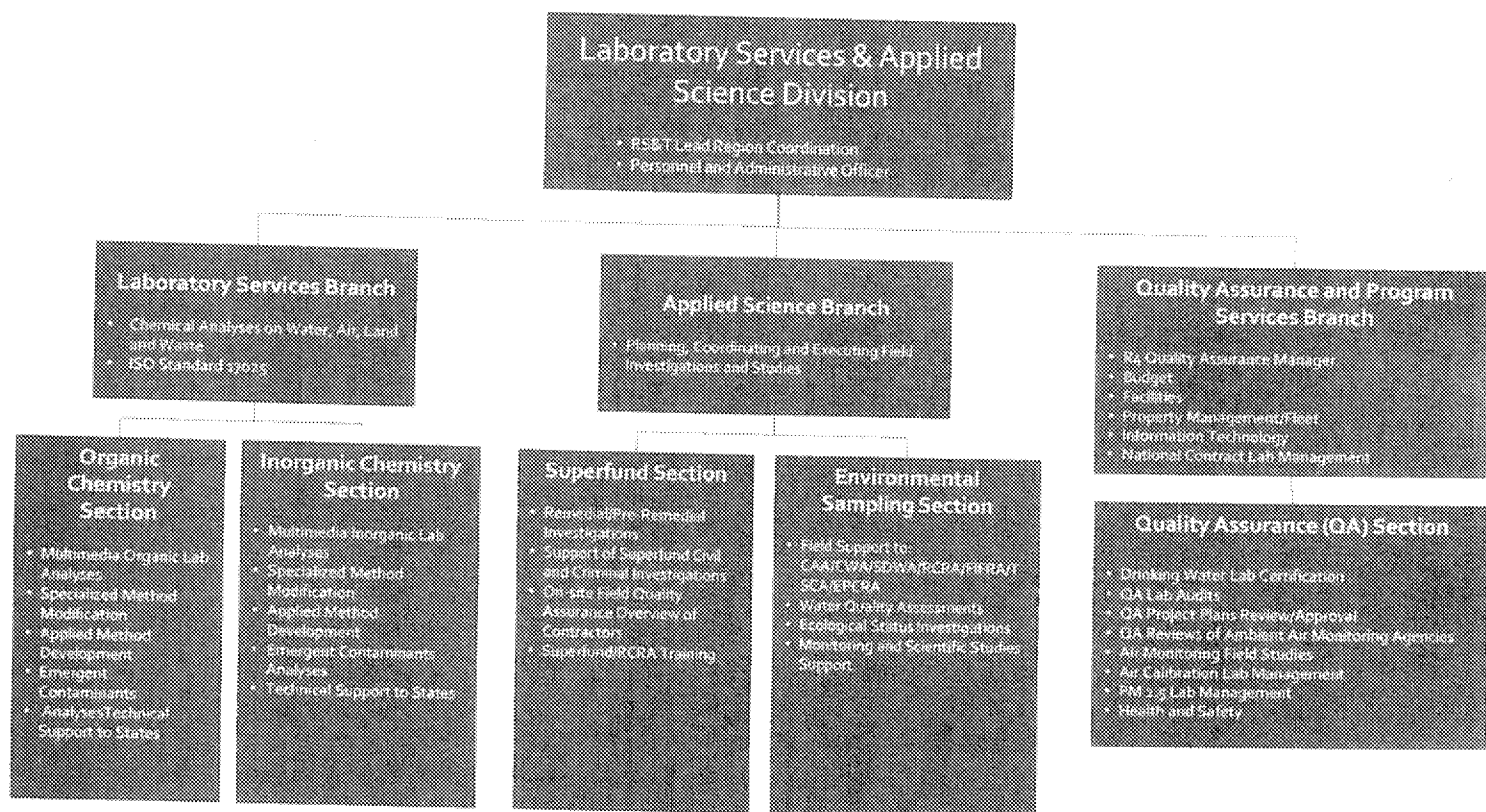 Laboratory Services & Applied
Science Division
• RS&T Lead Region Coordination
• Personnel and Administrative Officer
Laboratory Services Branch
• Chemical Analyses on Water, Air, Land
and Waste
• ISO Standard 17025
Applied Science Branch
• Planning, Coordinating and Executing Field
Investigations and Studies
Quality Assurance and Program
Services Branch
• R4 Quality Assurance Manager
• Budget
• Facilities
• Property Management/Fleet
• Information Technology
• National Contract Lab Management
Organic
Chemistry
Section
• Multimedia Organic Lab
Analyses
• Specialized Method
Modification
• Applied Method
Development
• Emergent
Contaminants
• AnalysesTechnical
Support to States
Inorganic Chemistry
Section
• Multimedia Inorganic Lab
Analyses
• Specialized Method
Modification
• Applied Method
Development
• Emergent Contaminants
Analyses
• Technical Support to States
Superfund Section
• Remedial/Pre-Remedial
Investigations
• Support of Superfund Civil
and Criminal Investigations
• On-site Field Quality
Assurance Overview of
Contractors
• Superfund/RCRA Training
Environmental
Sampling Section
• Field Support to:
CAA/CWA/SDWA/RCRA/FIFRA/T
SCA/EPCRA
• Water Quality Assessments
• Ecological Status Investigations
• Monitoring and Scientific Studies
Support
Quality Assurance (QA) Section
• Drinking Water Lab Certification
• QA Lab Audits
• QA Project Plans Review/Approval
• QA Reviews of Ambient Air Monitoring Agencies
• Air Monitoring Field Studies
• Air Calibration Lab Management
• PM 2.5 Lab Management
• Health and Safety